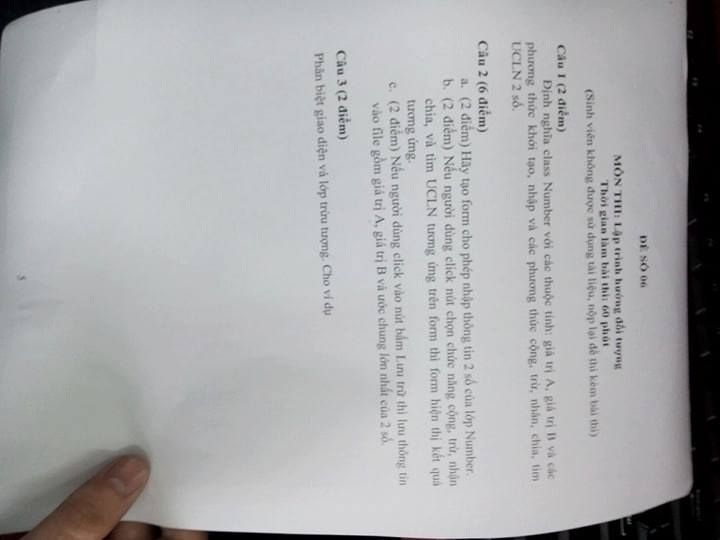 ĐỀ SỐ 06
MÔN THI: Lập trình hướng đối tượng
Thời gian làm bài thi: 60 phút
(Sinh viên không được sử dụng tài liệu, nộp lại đề thi kèm bài thi)
Câu 1 (2 điểm)
Định nghĩa class Number với các thuộc tính: giá trị A, giá trị B và các
phương thức khởi tạo, nhập và các phương thức cộng, trừ, nhân, chia, tìm
UCLN 2 số.
Câu 2 (6 điểm)
a. (2 điểm) Hãy tạo form cho phép nhập thông tin 2 số của lớp Number.
b. (2 điểm) Nếu người dùng click nút chọn chức năng cộng, trừ, nhận
chia, và tìm UCLN tương ứng trên form thì form hiện thị kết quả
tương ứng.
c. (2 điểm) Nếu người dùng click vào nút bấm Lưu trữ thì lưu thông tin
vào file gồm giá trị A, giá trị B và ước chung lớn nhất của 2 số.
Câu 3 (2 điểm)
Phân biệt giao diện và lớp trừu tượng. Cho ví dụ
5